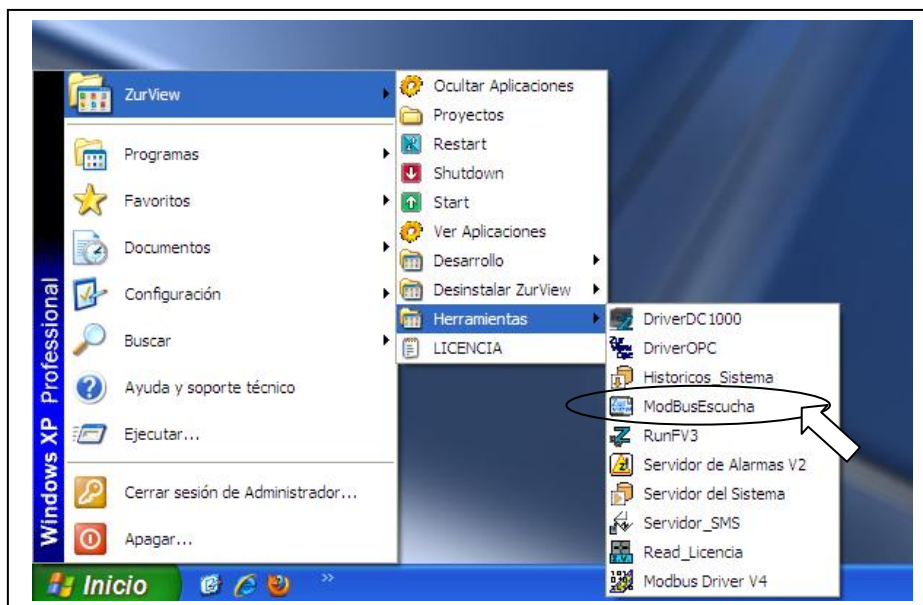 ZurView
Programas
Favoritos
Documentos
Configuración
Buscar
Ayuda y soporte técnico
Ejecutar...
Cerrar sesión de Administrador...
Apagar...
Windows XP Professional
Inicio
Ocultar Aplicaciones
Proyectos
Restart
Shutdown
Start
Ver Aplicaciones
Desarrollo
Desinstalar ZurView
Herramientas
LICENCIA
DriverDC1000
DriverOPC
Historicos_Sistema
ModBusEscucha
RunFV3
Servidor de Alarmas V2
Servidor del Sistema
Servidor_SMS
Read_Licencia
Modbus Driver V4